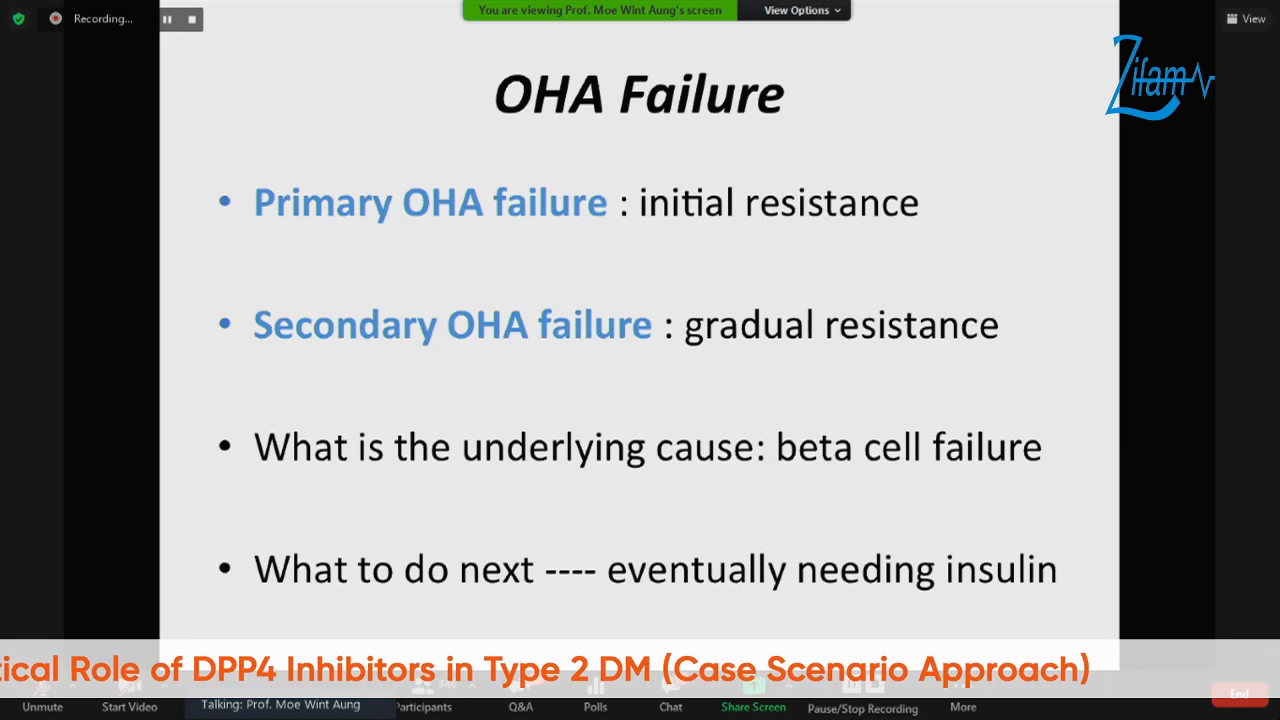 You are viewing Prof. Moe Wint Aung's screen
View Options
Recording...
View
Zifam
OHA Failure
• Primary OHA failure : initial resistance
• Secondary OHA failure : gradual resistance
• What is the underlying cause: beta cell failure
• What to do next ---- eventually needing insulin
tical Role of DPP4 Inhibitors in Type 2 DM (Case Scenario Approach)
Unmute
Start Video
Talking: Prof. Moe Wint Aung
Participants
Q&A
Polls
Chat
Share Screen
Pause/Stop Recording
More
End